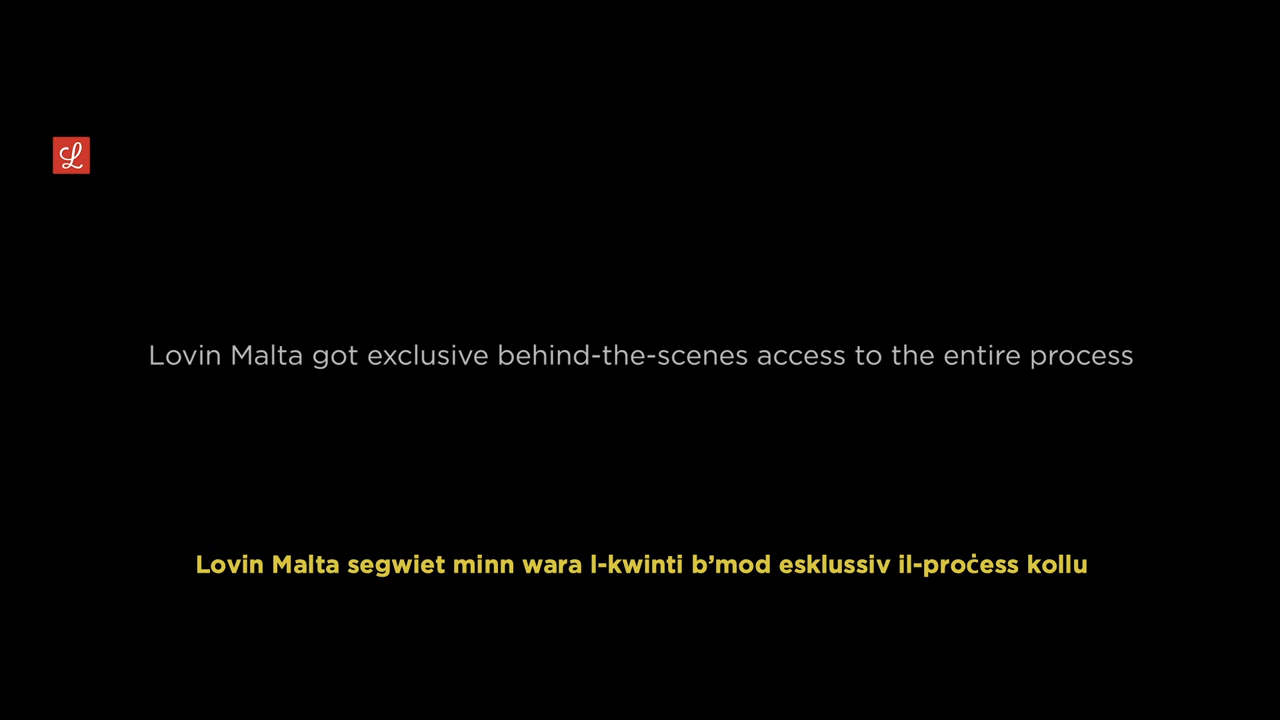 L
Lovin Malta got exclusive behind-the-scenes access to the entire process
Lovin Malta segwiet minn wara l-kwinti b’mod esklussiv il-proċess kollu